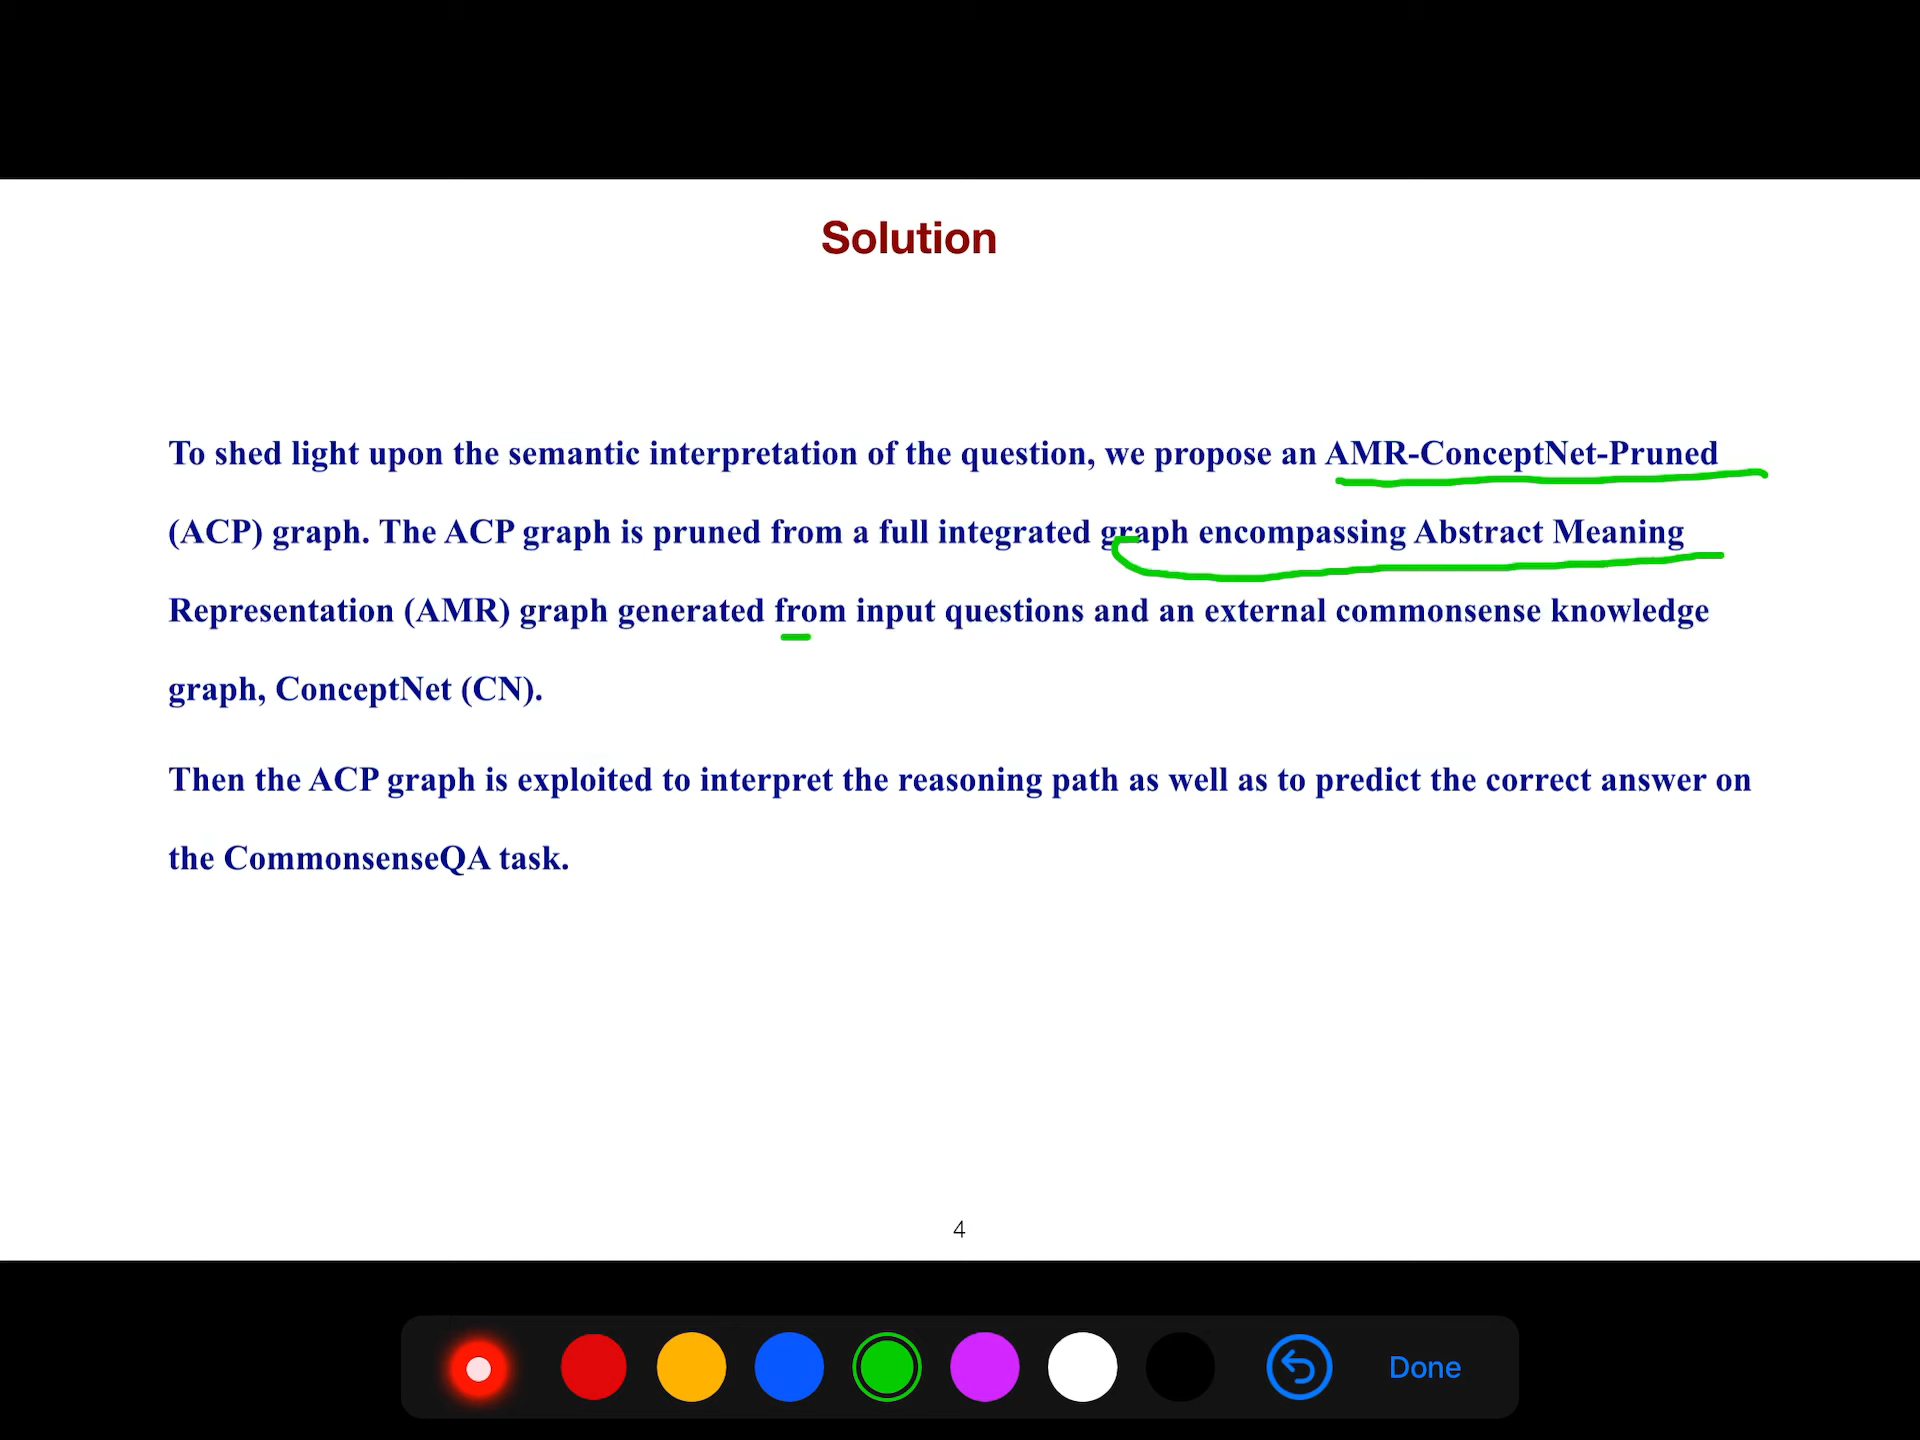 Solution
To shed light upon the semantic interpretation of the question, we propose an AMR-ConceptNet-Pruned
(ACP) graph. The ACP graph is pruned from a full integrated graph encompassing Abstract Meaning
Representation (AMR) graph generated from input questions and an external commonsense knowledge
graph, ConceptNet (CN).
Then the ACP graph is exploited to interpret the reasoning path as well as to predict the correct answer on
the CommonsenseQA task.
4
Done